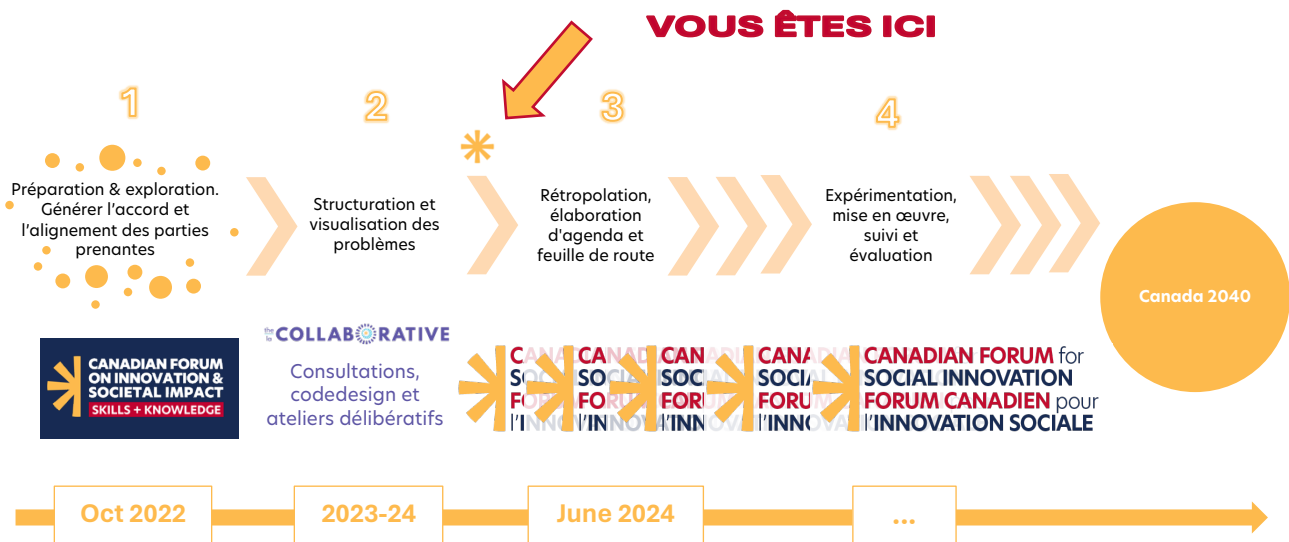 VOUS ÊTES ICI
1
2
3
4
Préparation & exploration.
Générer l'accord et
l'alignement des parties
prenantes
Structuration et
visualisation des
problèmes
Rétropolation,
élaboration
d'agenda et
feuille de route
Expérimentation,
mise en œuvre,
suivi et
évaluation
Canada 2040
CANADIAN FORUM
ON INNOVATION &
SOCIETAL IMPACT
SKILLS + KNOWLEDGE
the
la
COLLABORATIVE
Consultations,
codedesign et
ateliers délibératifs
CANADIAN FORUM for
SOCIAL INNOVATION
FORUM CANADIEN pour
l'INNOVATION SOCIALE
Oct 2022
2023-24
June 2024
...